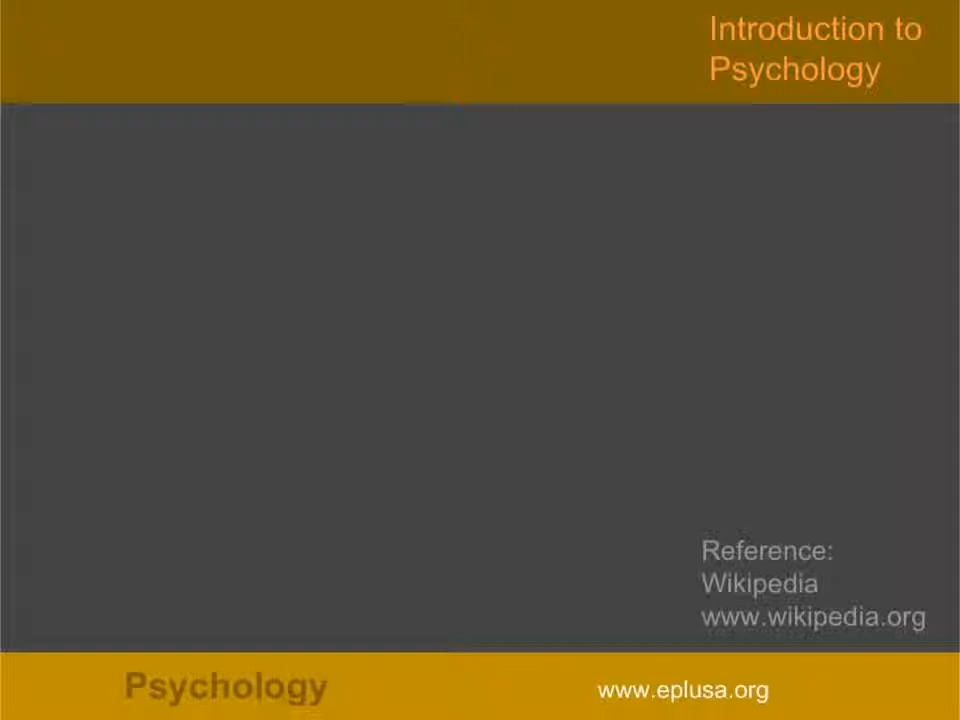 Introduction to
Psychology
Reference:
Wikipedia
www.wikipedia.org
Psychology
www.eplusa.org